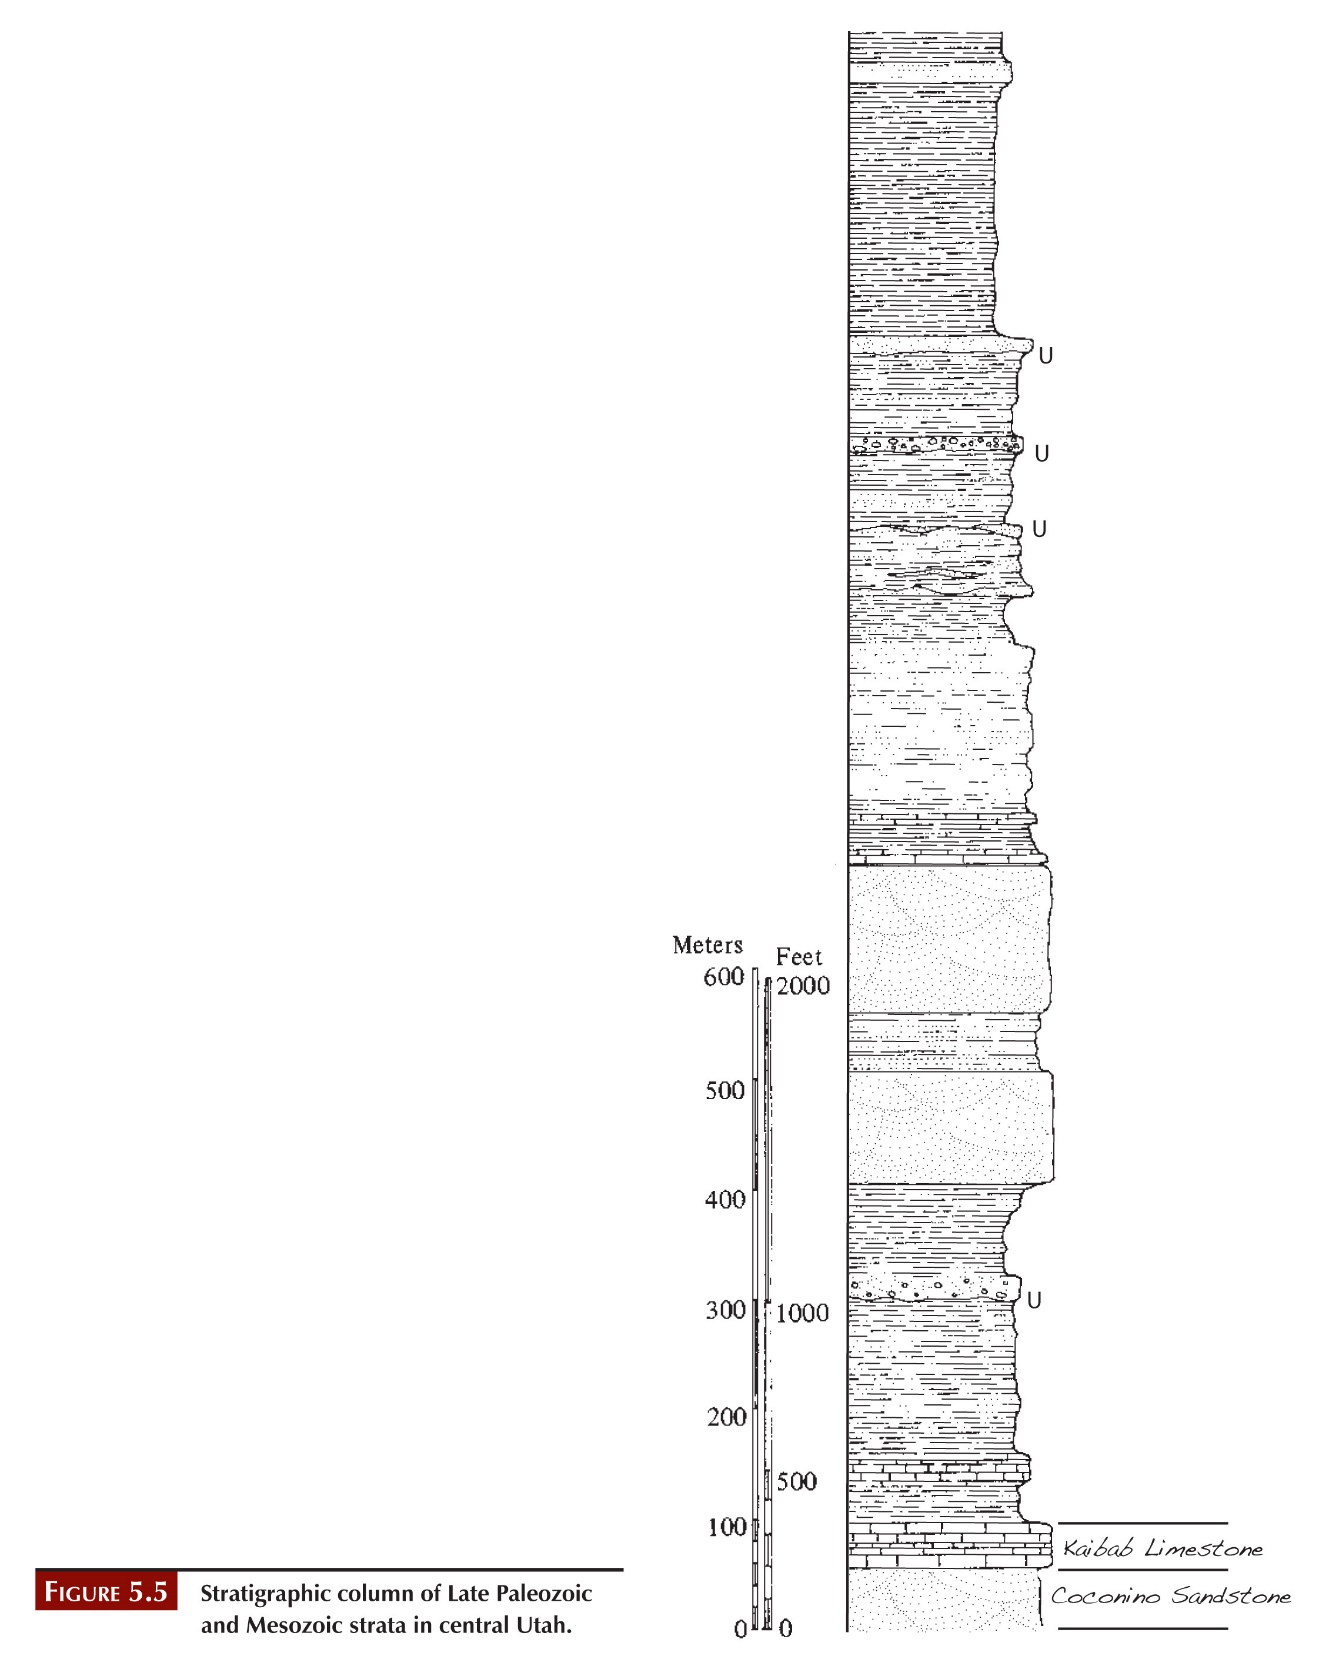 U
U
U
Meters
Feet
600
2000
500
400
300
1000
U
200
500
100
Kaibab Limestone
Coconino Sandstone
0
0
FIGURE 5.5
Stratigraphic column of Late Paleozoic
and Mesozoic strata in central Utah.